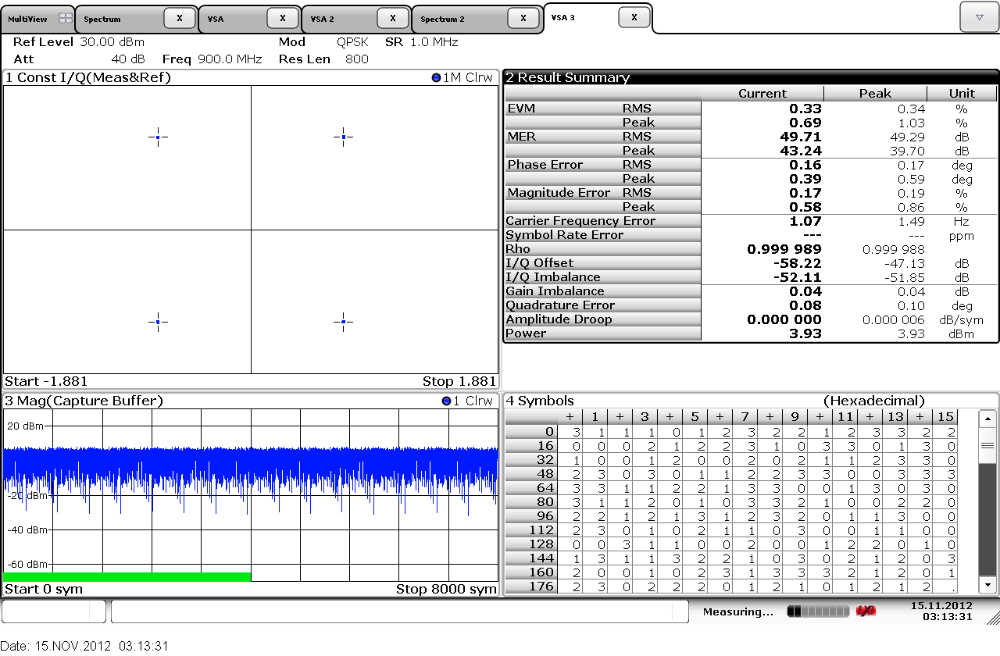 MultiView Spectrum X VSA X VSA 2 X Spectrum 2 X VSA 3 X
Ref Level 30.00 dBm Mod QPSK SR 1.0 MHz
Att 40 dB Freq 900.0 MHz Res Len 800
1 Const I/Q(Meas&Ref) 1M Clrw
Start -1.881 Stop 1.881
2 Result Summary
Current Peak Unit
EVM RMS 0.33 0.34 %
Peak 0.69 1.03 %
MER RMS 49.71 49.29 dB
Peak 43.24 39.70 dB
Phase Error RMS 0.16 0.17 deg
Peak 0.39 0.59 deg
Magnitude Error RMS 0.17 0.19 %
Peak 0.58 0.86 %
Carrier Frequency Error 1.07 1.49 Hz
Symbol Rate Error --- --- ppm
Rho 0.999 989 0.999 988
I/Q Offset -58.22 -47.13 dB
I/Q Imbalance -52.11 -51.85 dB
Gain Imbalance 0.04 0.04 dB
Quadrature Error 0.08 0.10 deg
Amplitude Droop 0.000 000 0.000 006 dB/sym
Power 3.93 3.93 dBm
3 Mag(Capture Buffer) 1 Clrw
20 dBm
-20 dBm
-40 dBm
-60 dBm
Start 0 sym Stop 8000 sym
4 Symbols (Hexadecimal)
+ 1 + 3 + 5 + 7 + 9 + 11 + 13 + 15
0 3 1 1 1 0 1 2 3 2 2 1 2 3 3 2 2
16 0 0 0 2 1 2 2 3 1 0 3 3 0 1 3 0
32 1 0 0 1 2 0 0 2 0 2 1 1 2 3 3 0
48 2 3 0 3 0 1 1 2 2 3 3 0 0 3 3 3
64 3 3 1 1 2 2 1 3 3 0 0 1 3 0 3 0
80 3 1 1 2 0 1 0 3 3 2 1 0 0 2 2 0
96 2 2 1 2 1 3 1 2 3 2 0 1 1 3 0 0
112 2 3 0 1 0 2 1 1 0 3 0 0 1 1 0 0
128 0 0 3 1 1 0 0 2 0 0 1 2 2 0 1 0
144 1 3 1 1 3 2 2 1 0 3 0 2 1 2 0 3
160 2 0 0 1 0 2 3 1 3 3 3 2 1 2 0 1
176 2 3 0 2 2 2 0 1 2 1 0 1 2 1 2 .
Measuring... 15.11.2012
03:13:31
Date: 15.NOV.2012 03:13:31